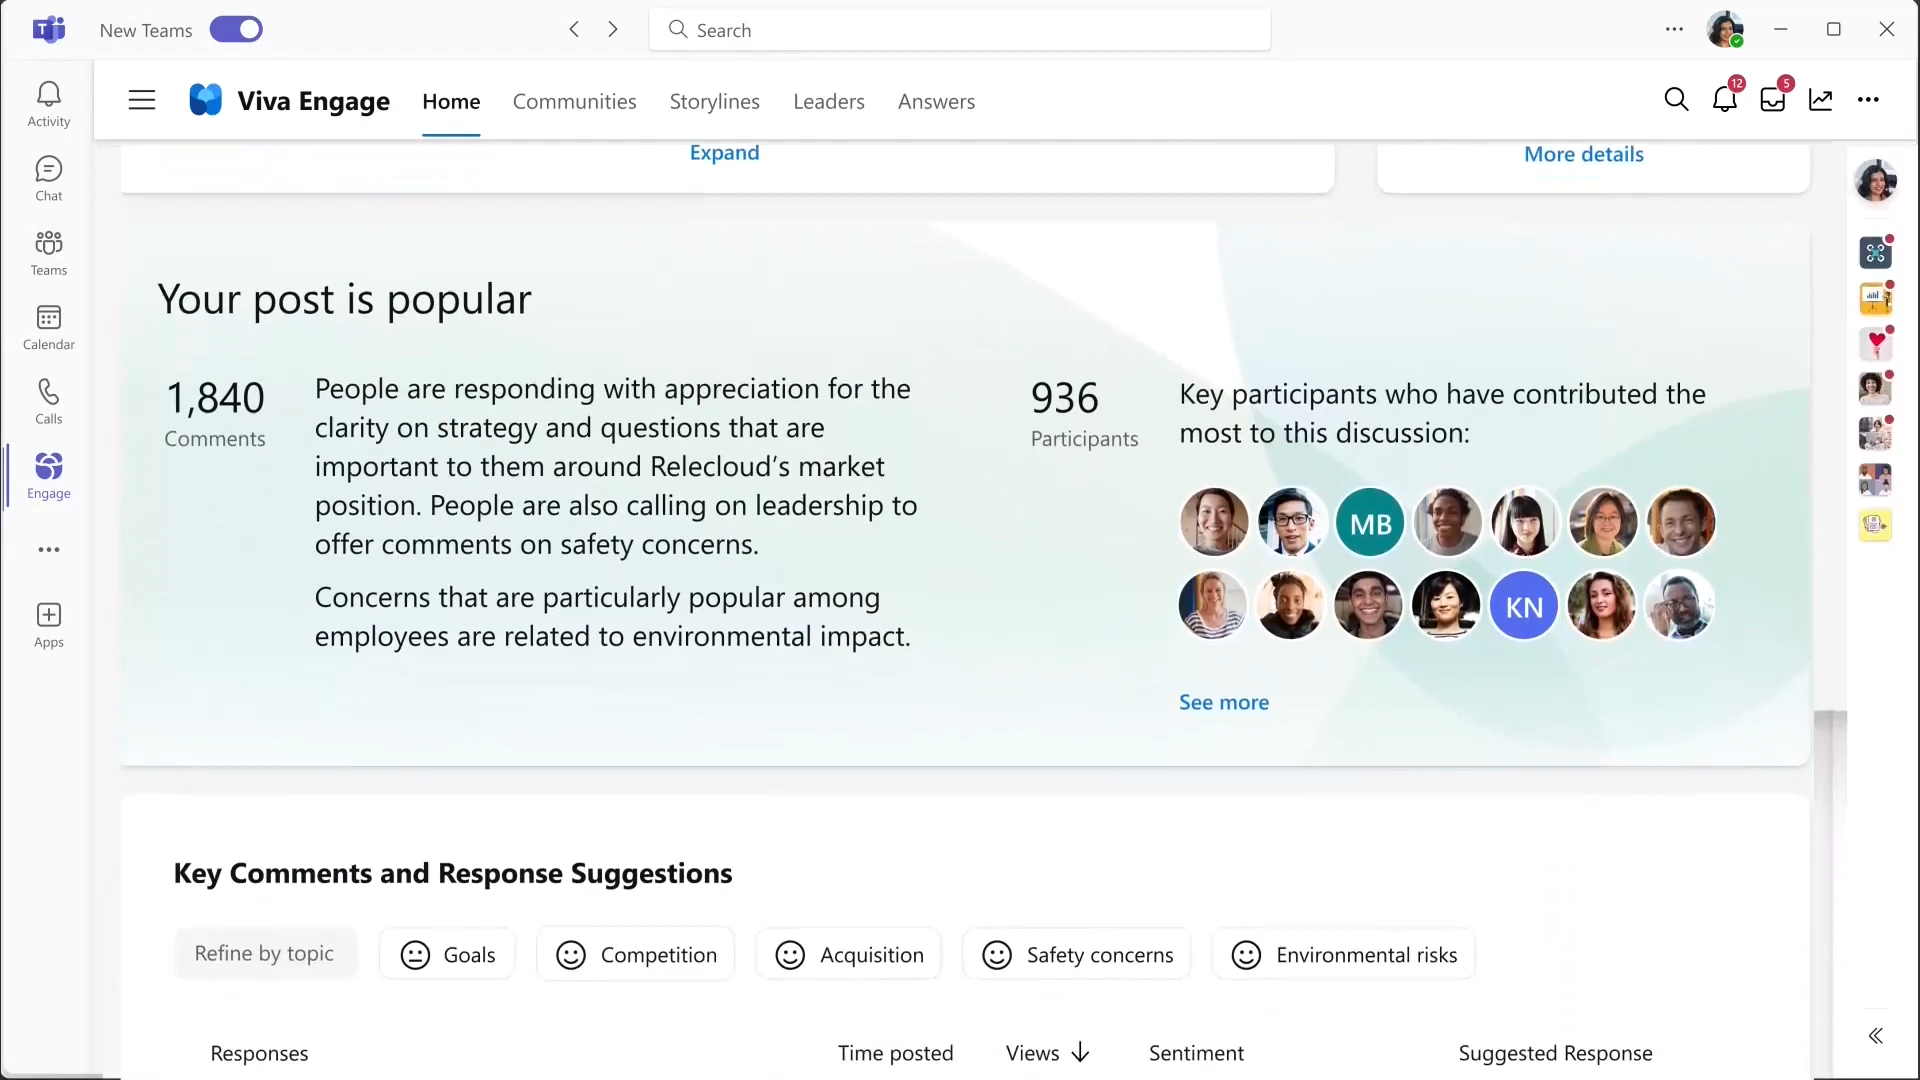 New Teams
Search
Activity
Chat
Teams
Calendar
Calls
Engage
Apps
Viva Engage
Home
Communities
Storylines
Leaders
Answers
12
5
Expand
More details
Your post is popular
1,840
Comments
People are responding with appreciation for the
clarity on strategy and questions that are
important to them around Relecloud’s market
position. People are also calling on leadership to
offer comments on safety concerns.
Concerns that are particularly popular among
employees are related to environmental impact.
936
Participants
Key participants who have contributed the
most to this discussion:
MB
KN
See more
Key Comments and Response Suggestions
Refine by topic
Goals
Competition
Acquisition
Safety concerns
Environmental risks
Responses
Time posted
Views
Sentiment
Suggested Response